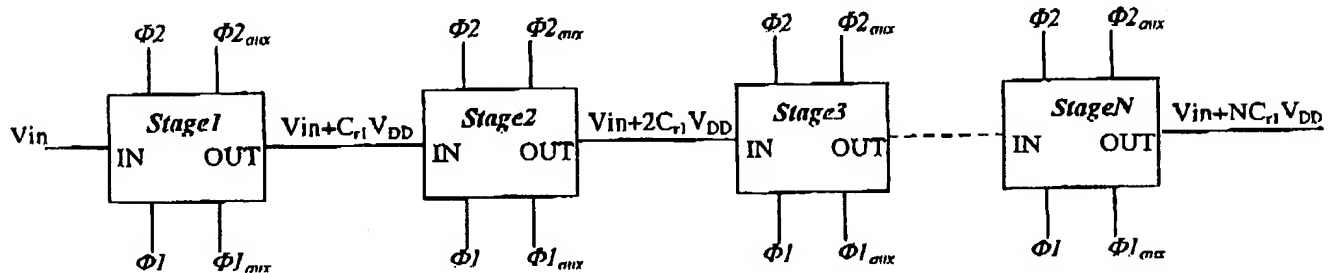 Φ2 Φ2aux Φ2 Φ2aux Φ2 Φ2aux Φ2 Φ2aux
Stage1 Stage2 Stage3 StageN
Vin Vin+Cr1VDD Vin+2Cr1VDD Vin+NCr1VDD
IN OUT IN OUT IN OUT IN OUT
Φ1 Φ1aux Φ1 Φ1aux Φ1 Φ1aux Φ1 Φ1aux